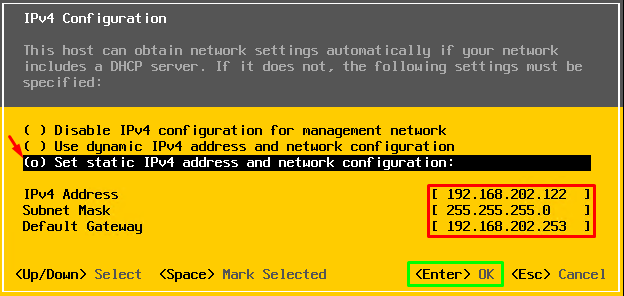 IPv4 Configuration
This host can obtain network settings automatically if your network
includes a DHCP server. If it does not, the following settings must be
specified:
( ) Disable IPv4 configuration for management network
( ) Use dynamic IPv4 address and network configuration
(o) Set static IPv4 address and network configuration:
IPv4 Address [ 192.168.202.122 ]
Subnet Mask [ 255.255.255.0 ]
Default Gateway [ 192.168.202.253 ]
<Up/Down> Select <Space> Mark Selected <Enter> OK <Esc> Cancel